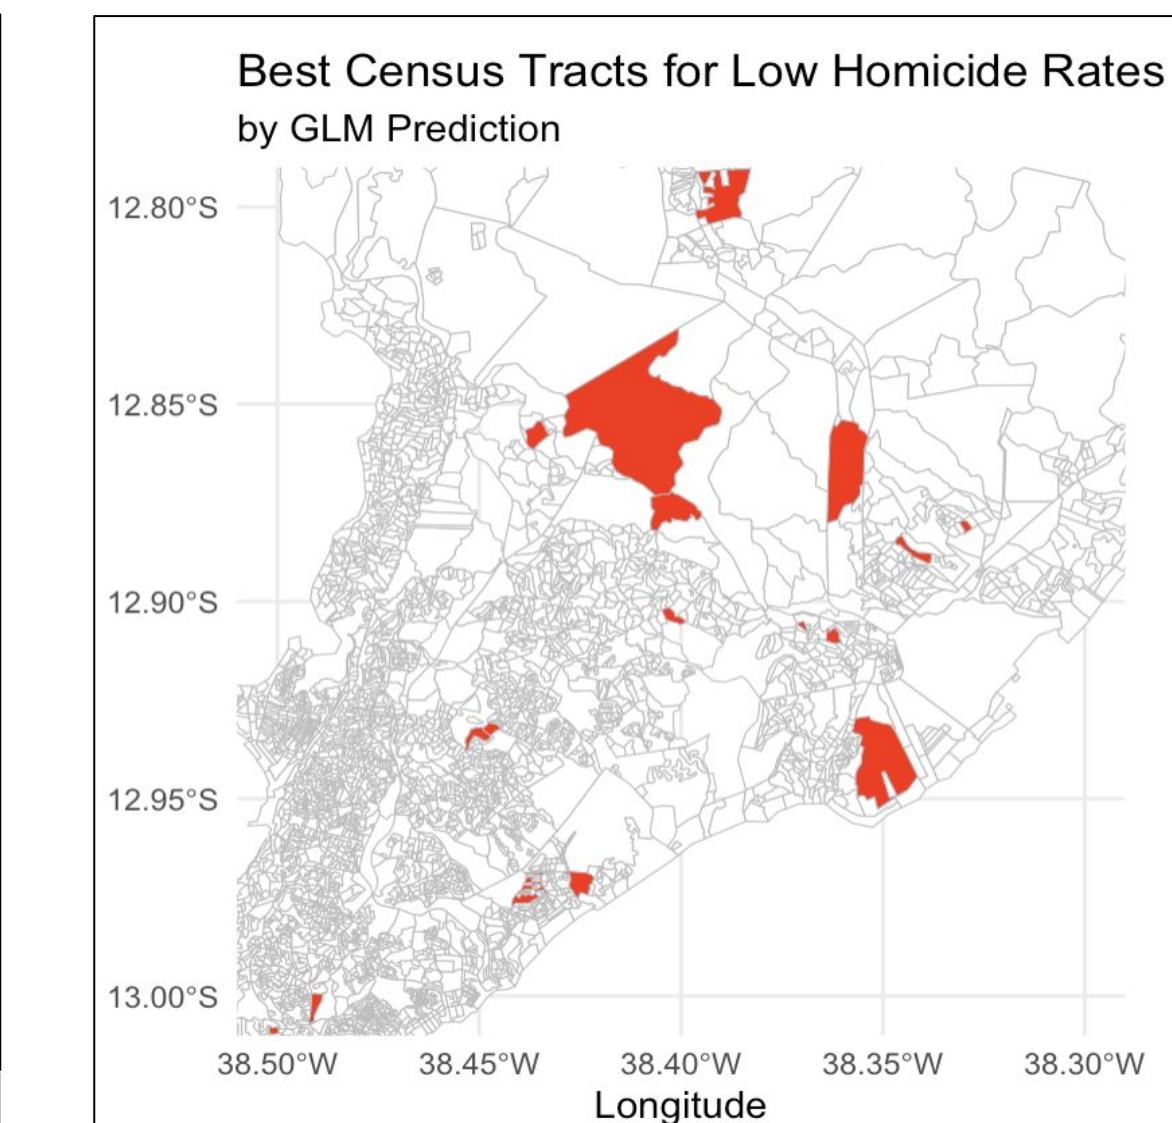 Best Census Tracts for Low Homicide Rates
by GLM Prediction
12.80°S
12.85°S
12.90°S
12.95°S
13.00°S
38.50°W 38.45°W 38.40°W 38.35°W 38.30°W
Longitude